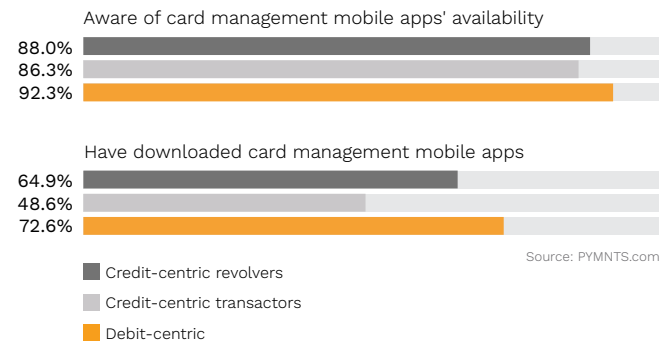 Aware of card management mobile apps' availability
88.0%
86.3%
92.3%
Have downloaded card management mobile apps
64.9%
48.6%
72.6%
Source: PYMNTS.com
Credit-centric revolvers
Credit-centric transactors
Debit-centric